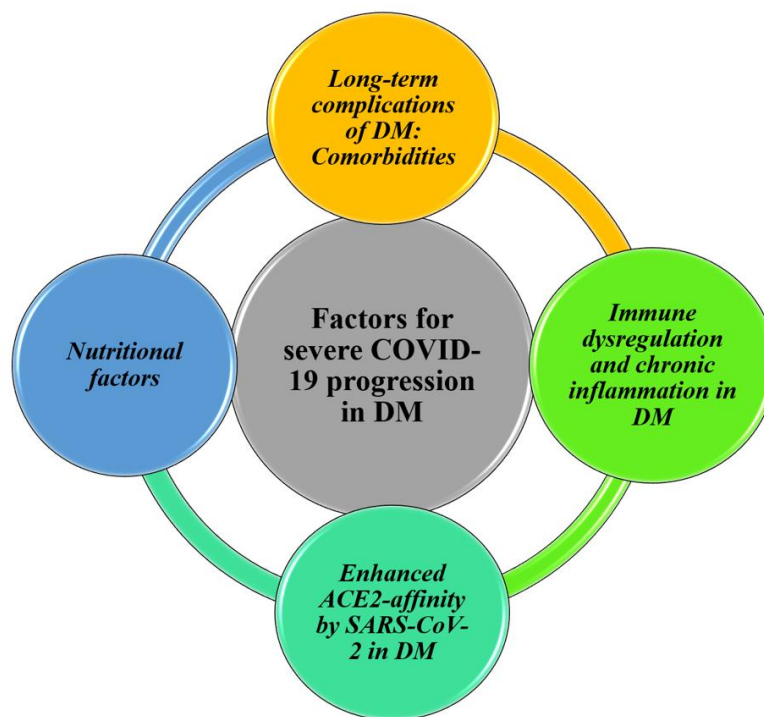 Long-term
complications
of DM:
Comorbidities
Nutritional
factors
Factors for
severe COVID-
19 progression
in DM
Immune
dysregulation
and chronic
inflammation in
DM
Enhanced
ACE2-affinity
by SARS-CoV-
2 in DM